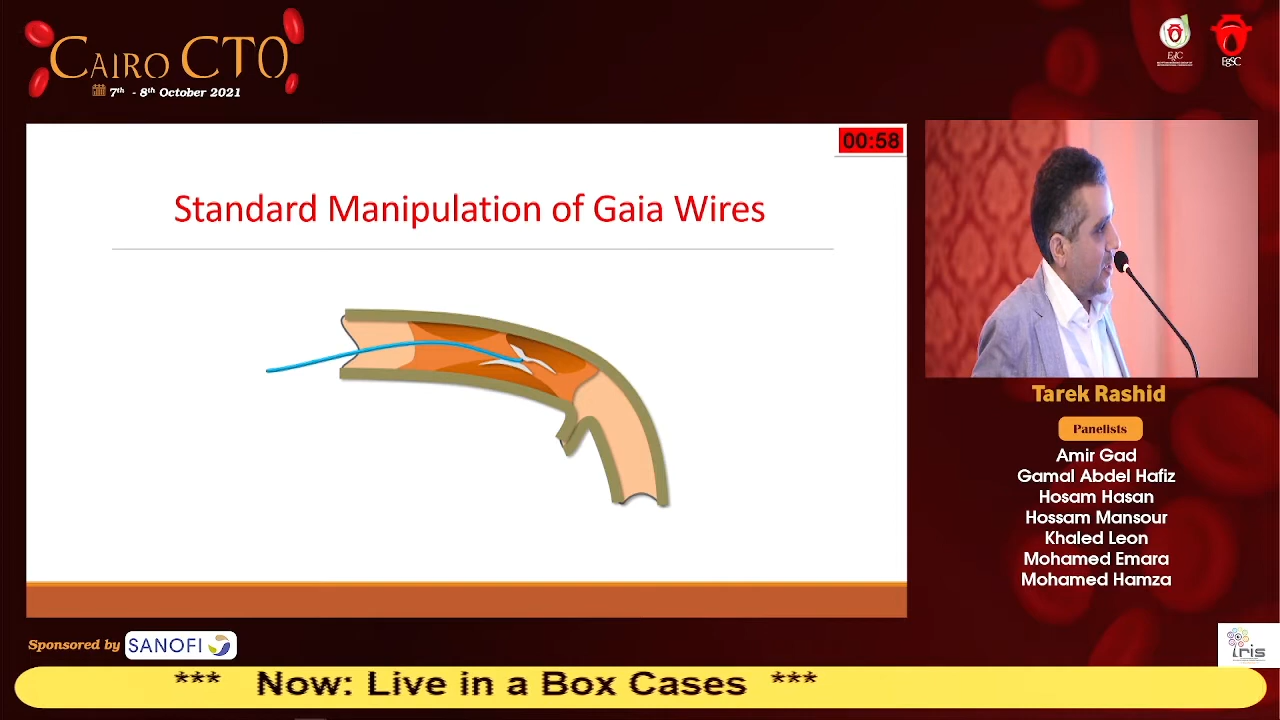 CAIRO CTO
7th - 8th October 2021
EgSC
00:58
Standard Manipulation of Gaia Wires
Tarek Rashid
Panelists
Amir Gad
Gamal Abdel Hafiz
Hosam Hasan
Hossam Mansour
Khaled Leon
Mohamed Emara
Mohamed Hamza
Sponsored by SANOFI
iris
*** Now: Live in a Box Cases ***